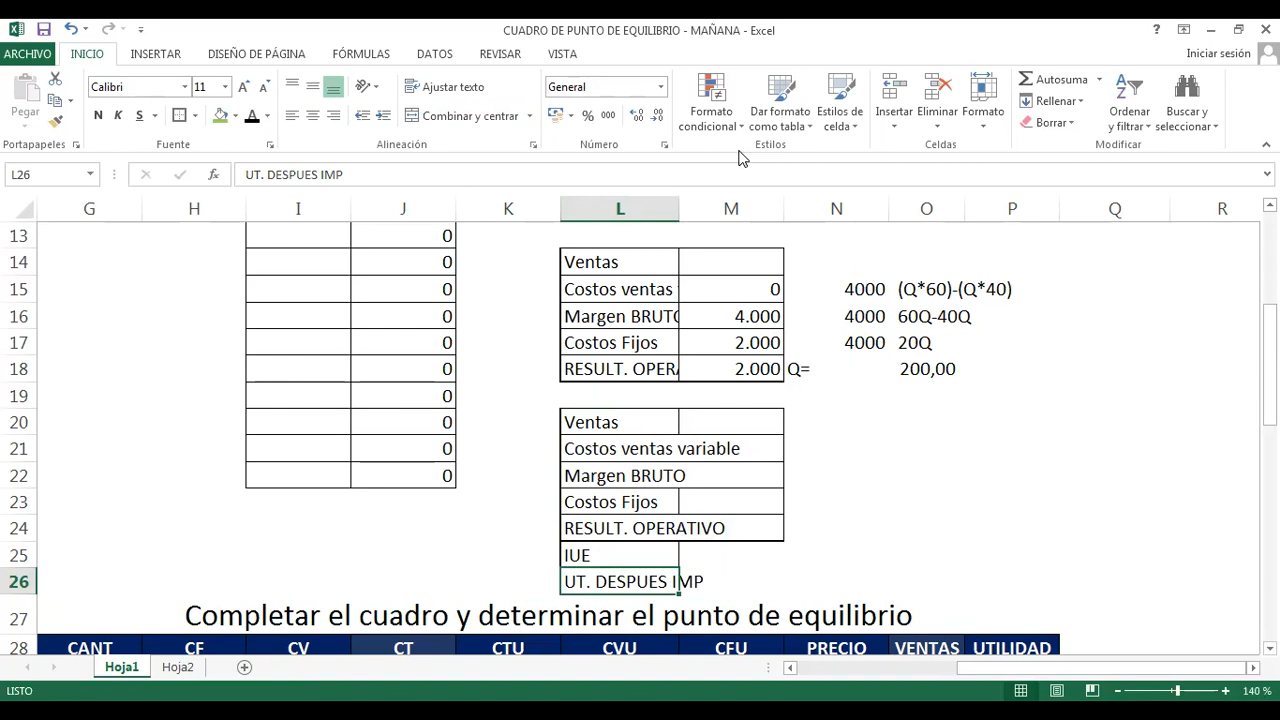 CUADRO DE PUNTO DE EQUILIBRIO - MAÑANA - Excel
ARCHIVO INICIO INSERTAR DISEÑO DE PÁGINA FÓRMULAS DATOS REVISAR VISTA Iniciar sesión
Pegar
Portapapeles
Calibri 11
N K S
Fuente
Ajustar texto
Combinar y centrar
Alineación
General
% 000
Número
Formato condicional
Dar formato como tabla
Estilos de celda
Estilos
Insertar Eliminar Formato
Celdas
Autosuma
Rellenar
Borrar
Ordenar y filtrar
Buscar y seleccionar
Modificar
L26 fx UT. DESPUES IMP
G H I J K L M N O P Q R
13 0
14 0 Ventas
15 0 Costos ventas 0 4000 (Q*60)-(Q*40)
16 0 Margen BRUTO 4.000 4000 60Q-40Q
17 0 Costos Fijos 2.000 4000 20Q
18 0 RESULT. OPERA 2.000 Q= 200,00
19 0
20 0 Ventas
21 0 Costos ventas variable
22 0 Margen BRUTO
23 Costos Fijos
24 RESULT. OPERATIVO
25 IUE
26 UT. DESPUES IMP
27 Completar el cuadro y determinar el punto de equilibrio
28 CANT CF CV CT CTU CVU CFU PRECIO VENTAS UTILIDAD
Hoja1 Hoja2
LISTO 140 %